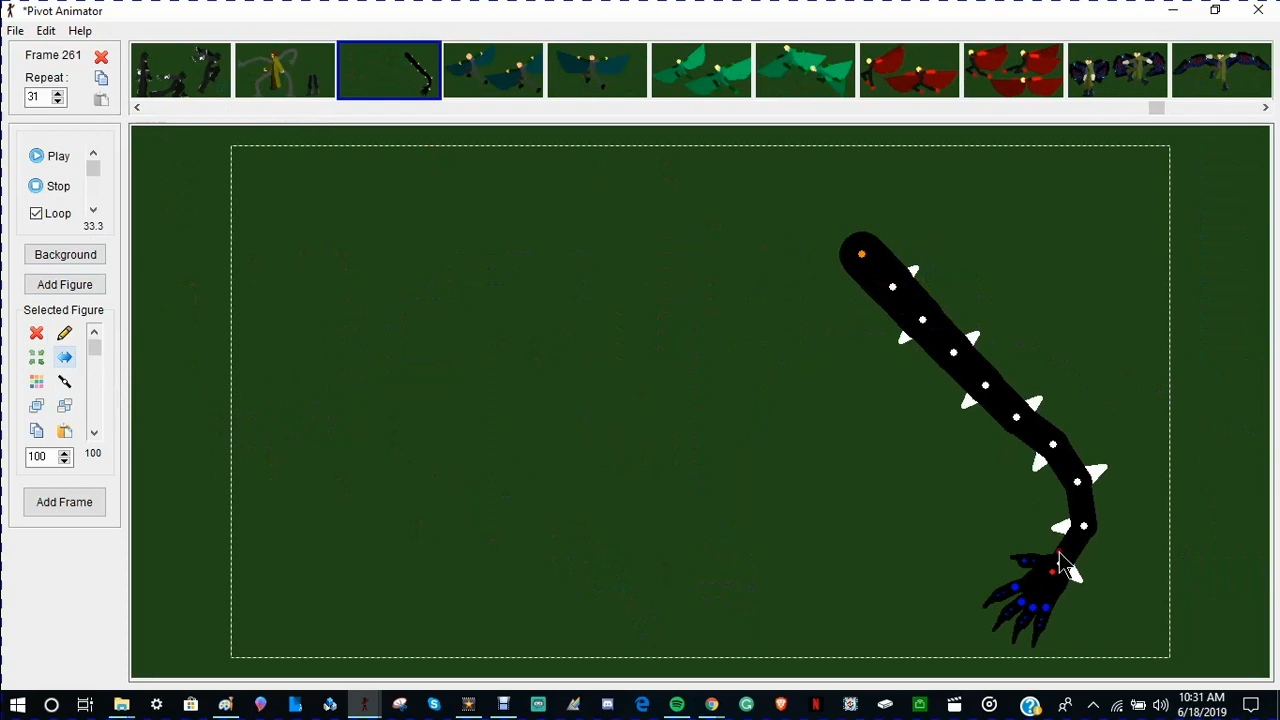 *Pivot Animator
File Edit Help
Frame 261
Repeat :
31
Play
Stop
Loop
33.3
Background
Add Figure
Selected Figure
100 100
Add Frame
10:31 AM
6/18/2019